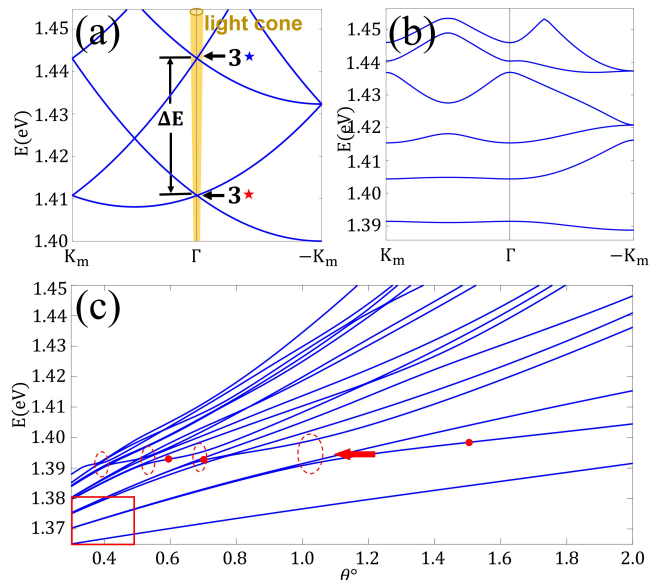 (a)
light cone
3★
ΔE
3★
E(eV)
1.45
1.44
1.43
1.42
1.41
1.40
Kₘ
Γ
−Kₘ
(b)
E(eV)
1.45
1.44
1.43
1.42
1.41
1.40
1.39
Kₘ
Γ
−Kₘ
(c)
E(eV)
1.45
1.44
1.43
1.42
1.41
1.40
1.39
1.38
1.37
0.4
0.6
0.8
1.0
1.2
1.4
1.6
1.8
2.0
θ°